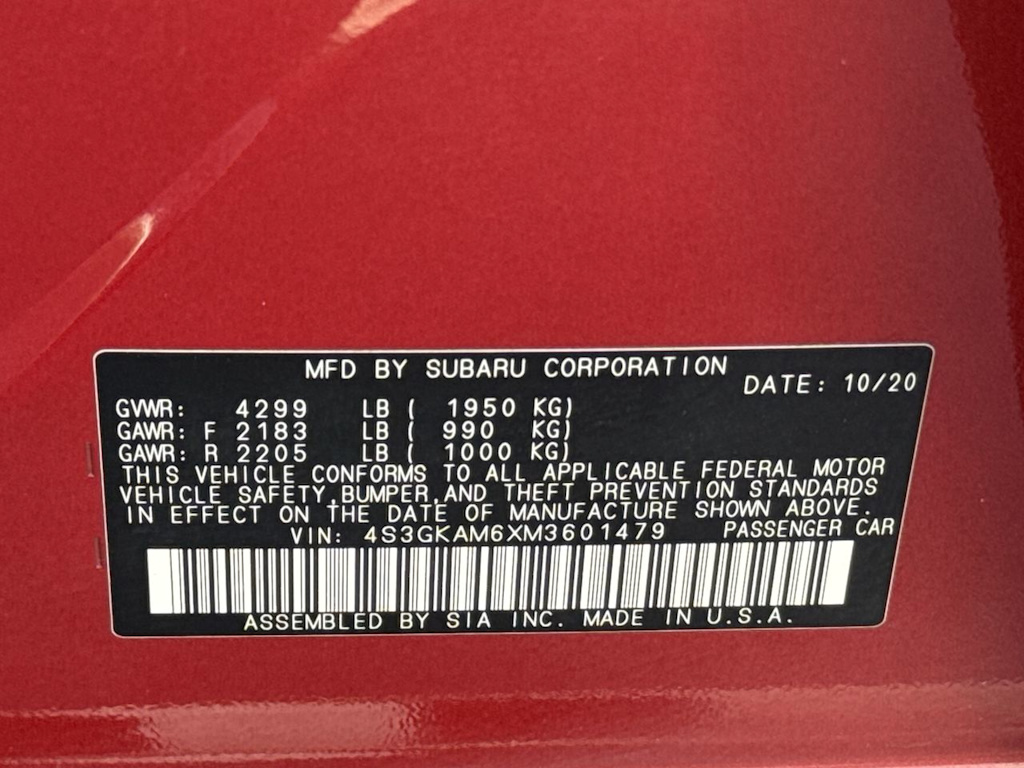 MFD BY SUBARU CORPORATION
DATE: 10/20
GVWR: 4299 LB ( 1950 KG)
GAWR: F 2183 LB ( 990 KG)
GAWR: R 2205 LB ( 1000 KG)
THIS VEHICLE CONFORMS TO ALL APPLICABLE FEDERAL MOTOR
VEHICLE SAFETY,BUMPER,AND THEFT PREVENTION STANDARDS
IN EFFECT ON THE DATE OF MANUFACTURE SHOWN ABOVE.
VIN: 4S3GKAM6XM3601479 PASSENGER CAR
ASSEMBLED BY SIA INC. MADE IN U.S.A.